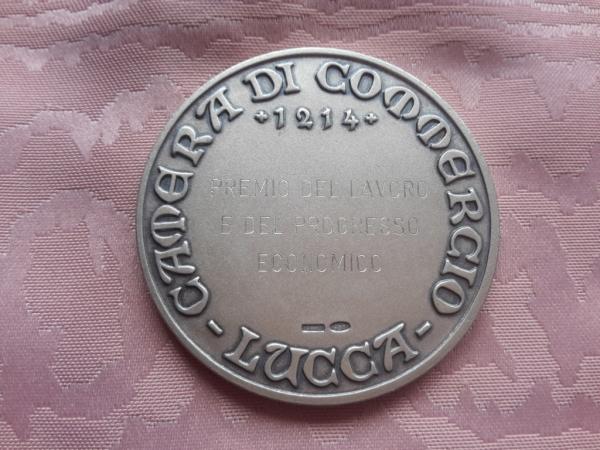 CAMERA DI COMMERCIO
+1214+
PREMIO DEL LAVORO
E DEL PROGRESSO
ECONOMICO
- LUCCA -